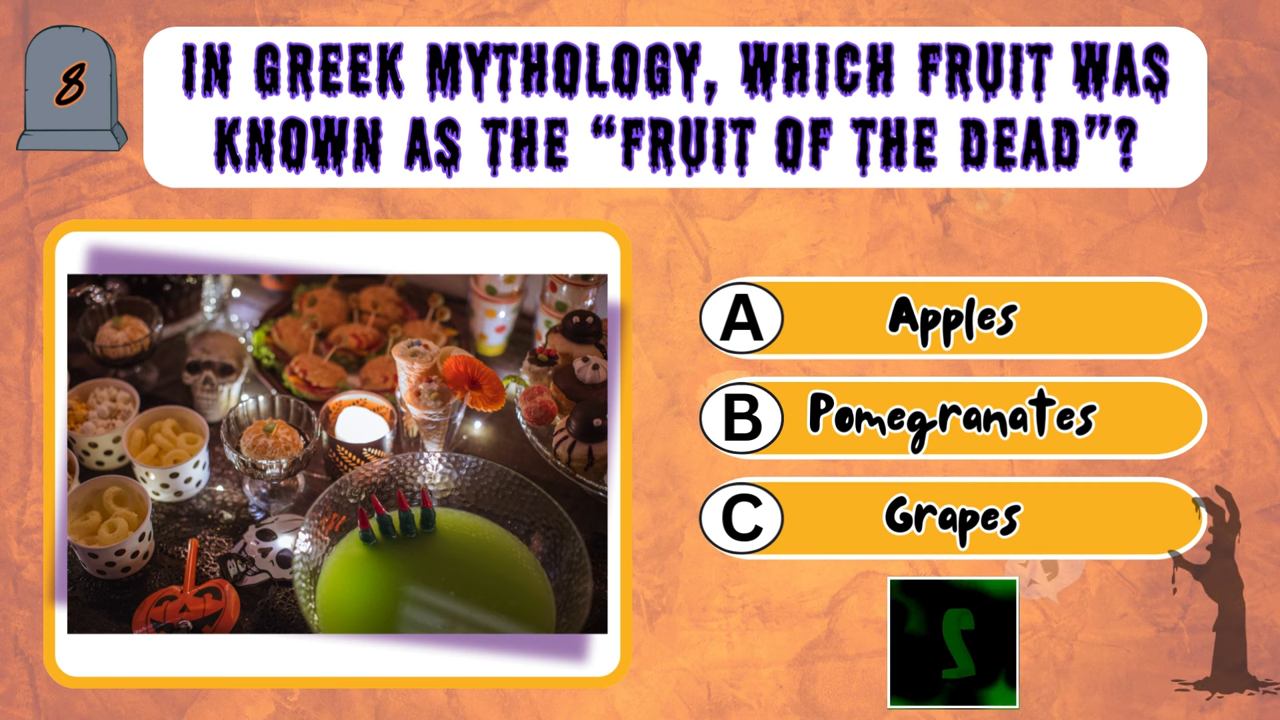 8
IN GREEK MYTHOLOGY, WHICH FRUIT WAS
KNOWN AS THE “FRUIT OF THE DEAD”?
A Apples
B Pomegranates
C Grapes
2